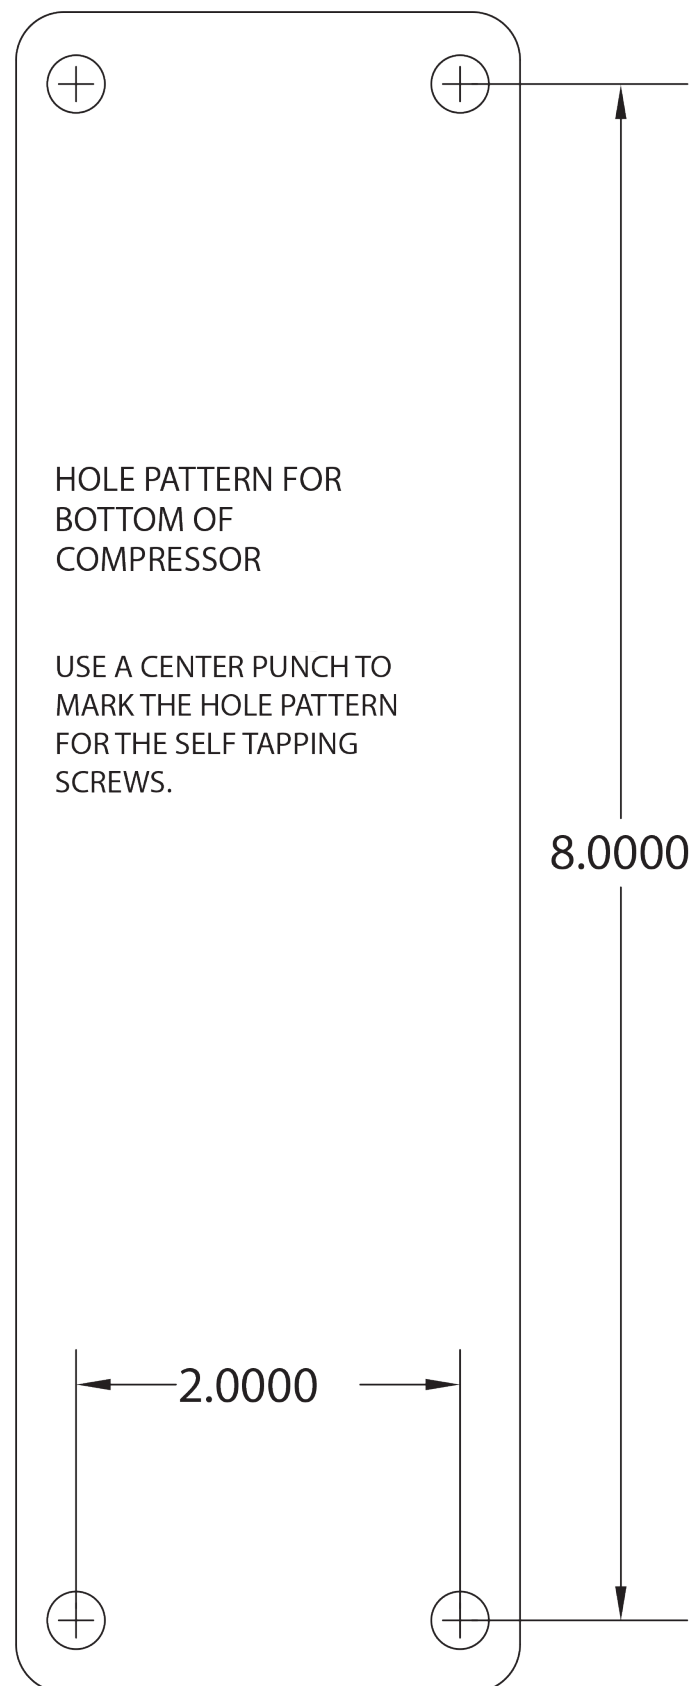 HOLE PATTERN FOR
BOTTOM OF
COMPRESSOR
USE A CENTER PUNCH TO
MARK THE HOLE PATTERN
FOR THE SELF TAPPING
SCREWS.
8.0000
2.0000